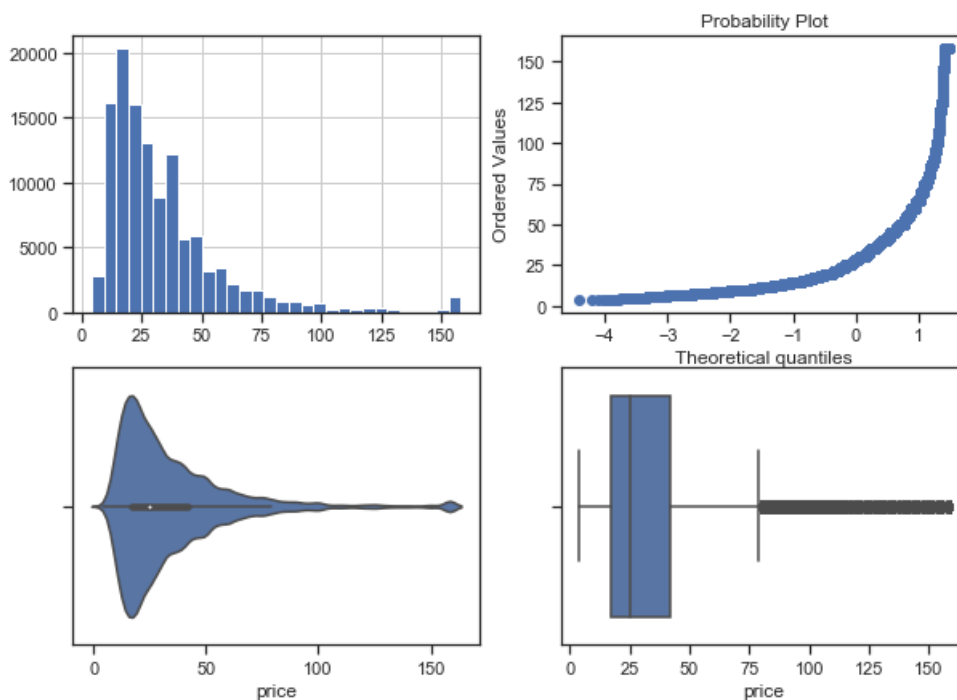 20000
15000
10000
5000
0
0 25 50 75 100 125 150
Probability Plot
Ordered Values
150
125
100
75
50
25
0
−4 −3 −2 −1 0 1
Theoretical quantiles
0 50 100 150
price
0 25 50 75 100 125 150
price